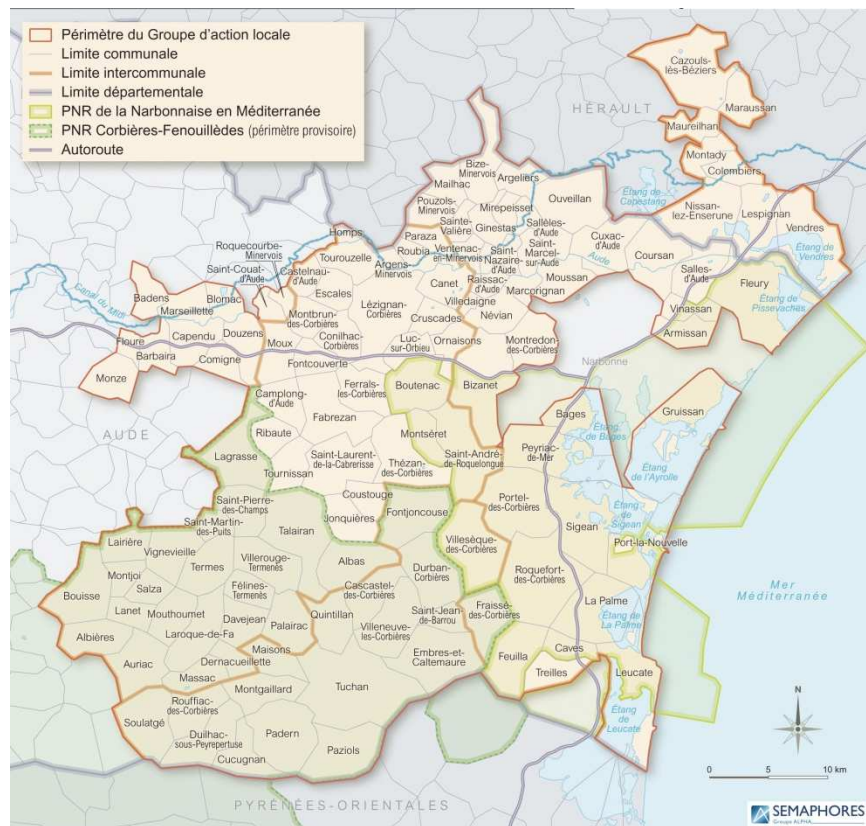 Périmètre du Groupe d'action locale
Limite communale
Limite intercommunale
Limite départementale
PNR de la Narbonnaise en Méditerranée
PNR Corbières-Fenouillèdes (périmètre provisoire)
Autoroute
HÉRAULT
Cazouls-
lès-Béziers
Maraussan
Maureilhan
Montady
Colombiers
Étang de
Capestang
Nissan-
lez-Enserune
Lespignan
Vendres
Étang de
Vendres
Bize-
Minervois
Argeliers
Mailhac
Pouzols-
Minervois
Mirepeisset
Ouveillan
Sainte-
Valière
Ginestas
Sallèles-
d'Aude
Cuxac-
d'Aude
Homps
Paraza
Roubia
Ventenac-
en-Minervois
Saint-
Nazaire-
d'Aude
Saint-
Marcel-
sur-Aude
Aude
Coursan
Salles-
d'Aude
Fleury
Étang de
Pissevaches
Roquecourbe-
Minervois
Saint-Couat-
d'Aude
Castelnau-
d'Aude
Tourouzelle
Argens-
Minervois
Canet
Raissac-
d'Aude
Moussan
Marcorignan
Villedaigne
Névian
Vinassan
Armissan
Canal du Midi
Badens
Marseillette
Blomac
Escales
Lézignan-
Corbières
Cruscades
Montbrun-
des-Corbières
Conilhac-
Corbières
Luc-
sur-Orbieu
Ornaisons
Montredon-
des-Corbières
Narbonne
Floure
Capendu
Douzens
Moux
Barbaira
Comigne
Fontcouverte
Monze
Ferrals-
les-Corbières
Boutenac
Bizanet
Camplong-
d'Aude
Fabrezan
Bages
Étang
de Bages
Gruissan
AUDE
Ribaute
Montséret
Peyriac-
de-Mer
Lagrasse
Saint-Laurent-
de-la-Cabrerisse
Thézan-
des-Corbières
Saint-André-
de-Roquelongue
Étang
de l'Ayrolle
Tournissan
Saint-Pierre-
des-Champs
Coustouge
Fontjoncouse
Portel-
des-Corbières
Étang
de
Sigean
Sigean
Saint-Martin-
des-Puits
Jonquières
Talairan
Villesèque-
des-Corbières
Port-la-Nouvelle
Lairière
Vignevieille
Termes
Villerouge-
Termenès
Albas
Durban-
Corbières
Roquefort-
des-Corbières
Montjoi
Salza
Bouisse
Félines-
Termenès
Cascastel-
des-Corbières
Mer
Méditerranée
Lanet
Mouthoumet
Davejean
Palairac
Quintillan
Saint-Jean-
de-Barrou
Fraissé-
des-Corbières
La Palme
Étang de
La Palme
Albières
Laroque-de-Fa
Villeneuve-
les-Corbières
Auriac
Dernacueillette
Maisons
Embres-et-
Caltemaure
Feuilla
Caves
Treilles
Leucate
Massac
Montgaillard
Tuchan
Rouffiac-
des-Corbières
Soulatgé
Duilhac-
sous-Peyrepertuse
Padern
Cucugnan
Paziols
Étang
de
Leucate
PYRÉNÉES-ORIENTALES
N
0 5 10 km
SEMAPHORES
Groupe ALPHA